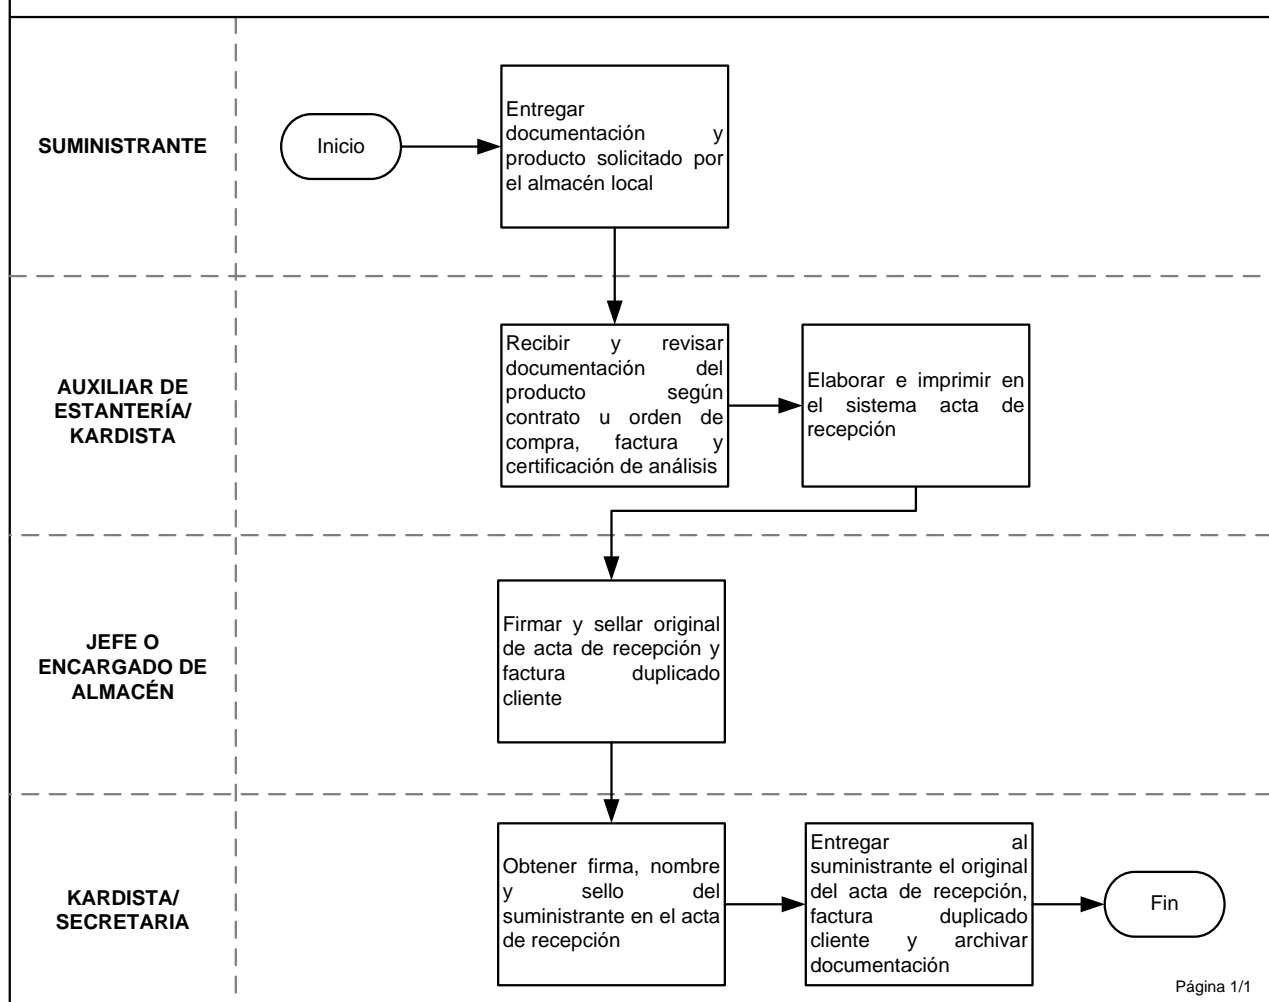 SUMINISTRANTE
Inicio
Entregar
documentación y
producto solicitado por
el almacén local
AUXILIAR DE
ESTANTERÍA/
KARDISTA
Recibir y revisar
documentación del
producto según
contrato u orden de
compra, factura y
certificación de análisis
Elaborar e imprimir en
el sistema acta de
recepción
JEFE O
ENCARGADO DE
ALMACÉN
Firmar y sellar original
de acta de recepción y
factura duplicado
cliente
KARDISTA/
SECRETARIA
Obtener firma, nombre
y sello del
suministrante en el acta
de recepción
Entregar al
suministrante el original
del acta de recepción,
factura duplicado
cliente y archivar
documentación
Fin
Página 1/1